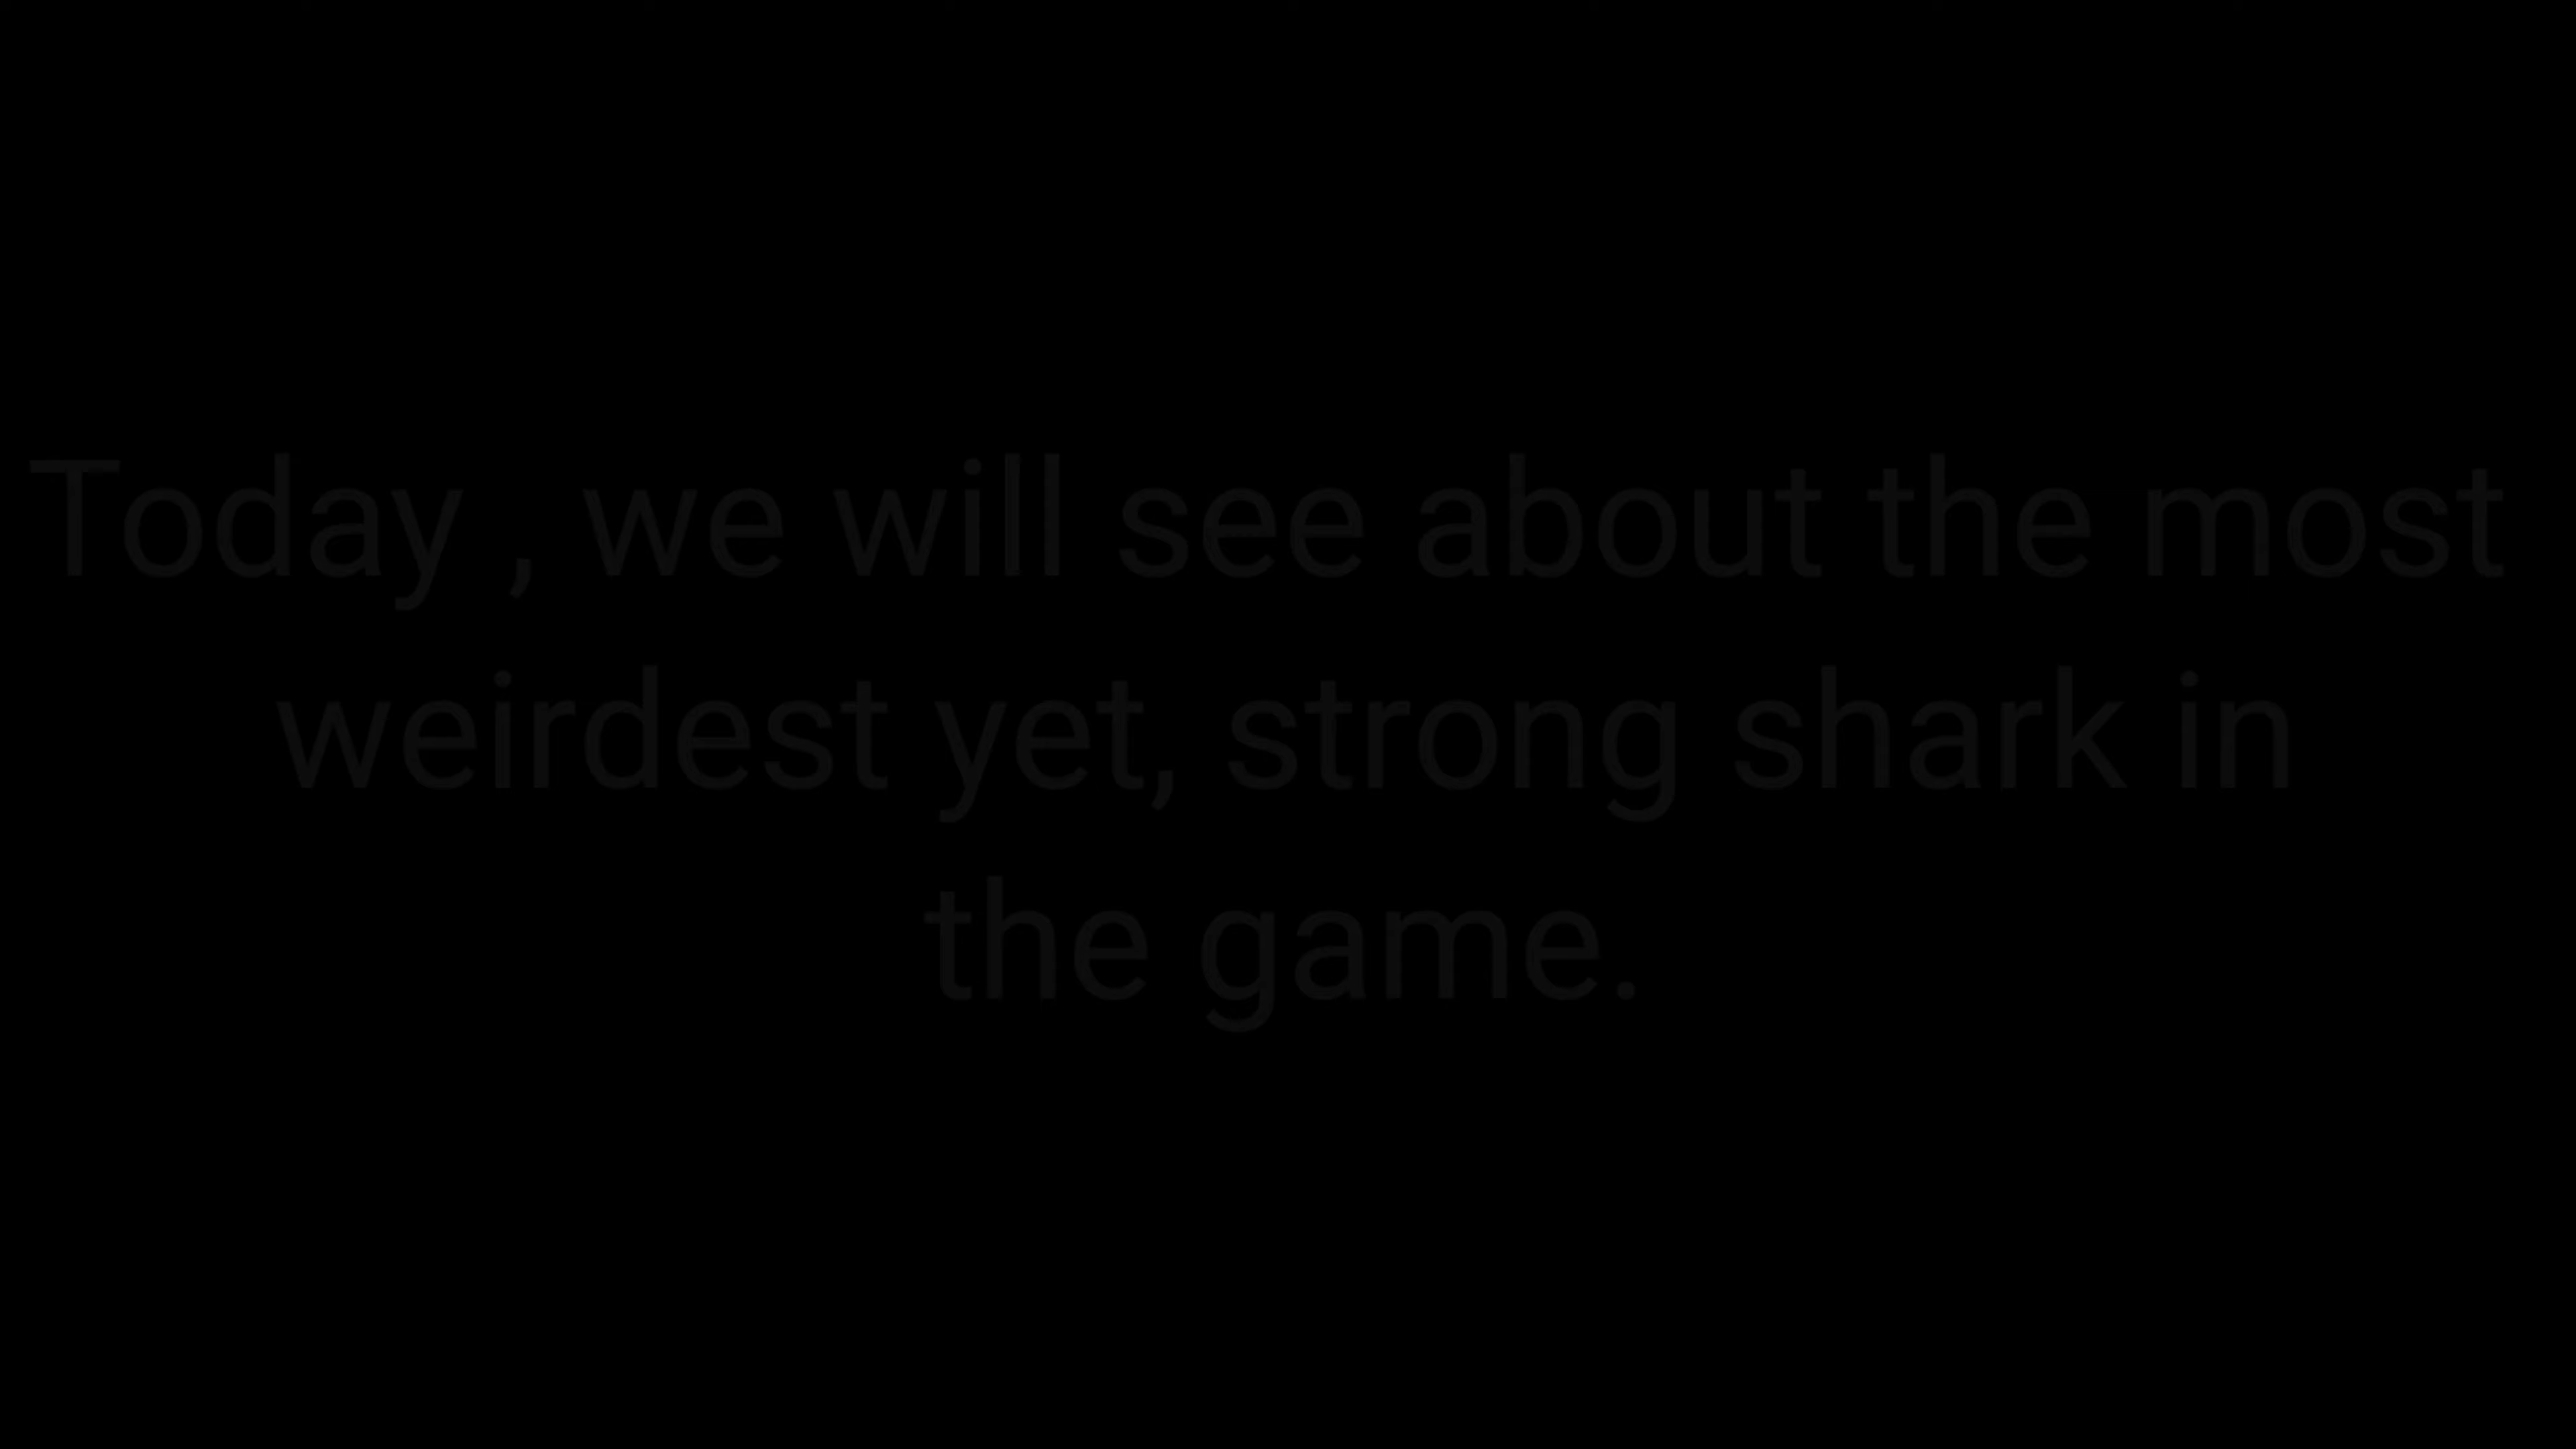 Today , we will see about the most
weirdest yet, strong shark in
the game.